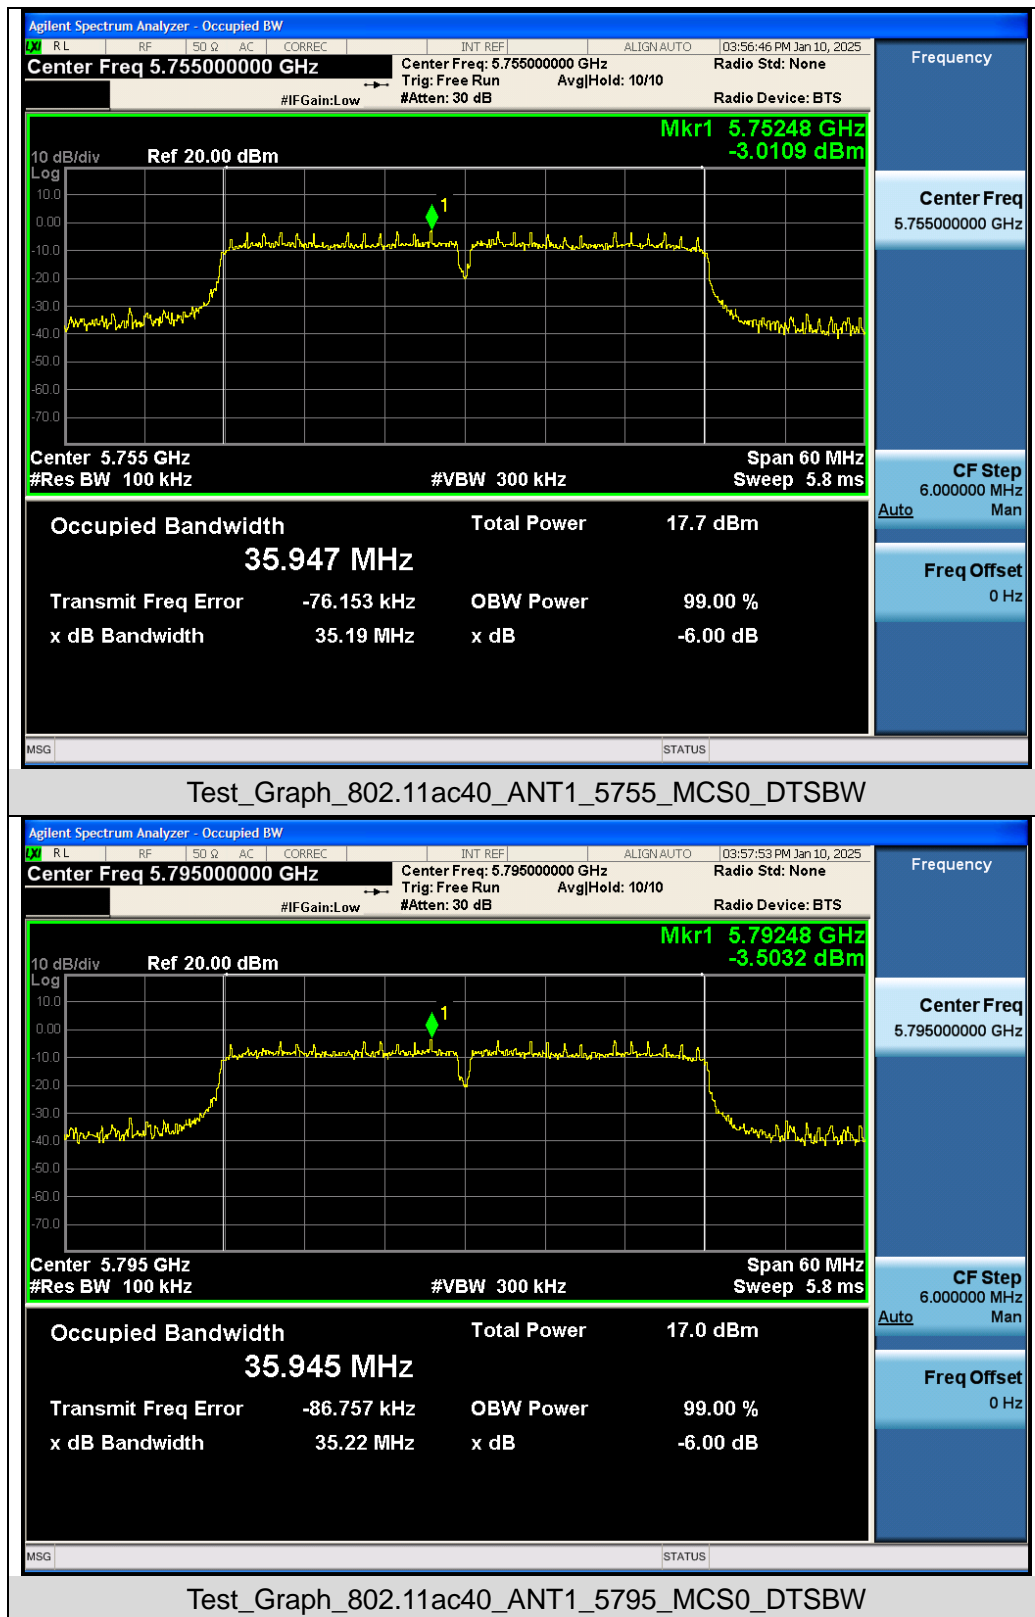 Agilent Spectrum Analyzer - Occupied BW
LXI RL RF 50 Ω AC CORREC INT REF ALIGN AUTO 03:56:46 PM Jan 10, 2025
Center Freq 5.755000000 GHz Center Freq: 5.755000000 GHz Radio Std: None
Trig: Free Run Avg|Hold: 10/10
#IFGain:Low #Atten: 30 dB Radio Device: BTS
Frequency
Mkr1 5.75248 GHz
-3.0109 dBm
10 dB/div Ref 20.00 dBm
Log
10.0
0.00
-10.0
-20.0
-30.0
-40.0
-50.0
-60.0
-70.0
1
Center 5.755 GHz Span 60 MHz
#Res BW 100 kHz #VBW 300 kHz Sweep 5.8 ms
Center Freq
5.755000000 GHz
CF Step
6.000000 MHz
Auto Man
Freq Offset
0 Hz
Occupied Bandwidth Total Power 17.7 dBm
35.947 MHz
Transmit Freq Error -76.153 kHz OBW Power 99.00 %
x dB Bandwidth 35.19 MHz x dB -6.00 dB
MSG STATUS
Test_Graph_802.11ac40_ANT1_5755_MCS0_DTSBW
Agilent Spectrum Analyzer - Occupied BW
LXI RL RF 50 Ω AC CORREC INT REF ALIGN AUTO 03:57:53 PM Jan 10, 2025
Center Freq 5.795000000 GHz Center Freq: 5.795000000 GHz Radio Std: None
Trig: Free Run Avg|Hold: 10/10
#IFGain:Low #Atten: 30 dB Radio Device: BTS
Frequency
Mkr1 5.79248 GHz
-3.5032 dBm
10 dB/div Ref 20.00 dBm
Log
10.0
0.00
-10.0
-20.0
-30.0
-40.0
-50.0
-60.0
-70.0
1
Center 5.795 GHz Span 60 MHz
#Res BW 100 kHz #VBW 300 kHz Sweep 5.8 ms
Center Freq
5.795000000 GHz
CF Step
6.000000 MHz
Auto Man
Freq Offset
0 Hz
Occupied Bandwidth Total Power 17.0 dBm
35.945 MHz
Transmit Freq Error -86.757 kHz OBW Power 99.00 %
x dB Bandwidth 35.22 MHz x dB -6.00 dB
MSG STATUS
Test_Graph_802.11ac40_ANT1_5795_MCS0_DTSBW